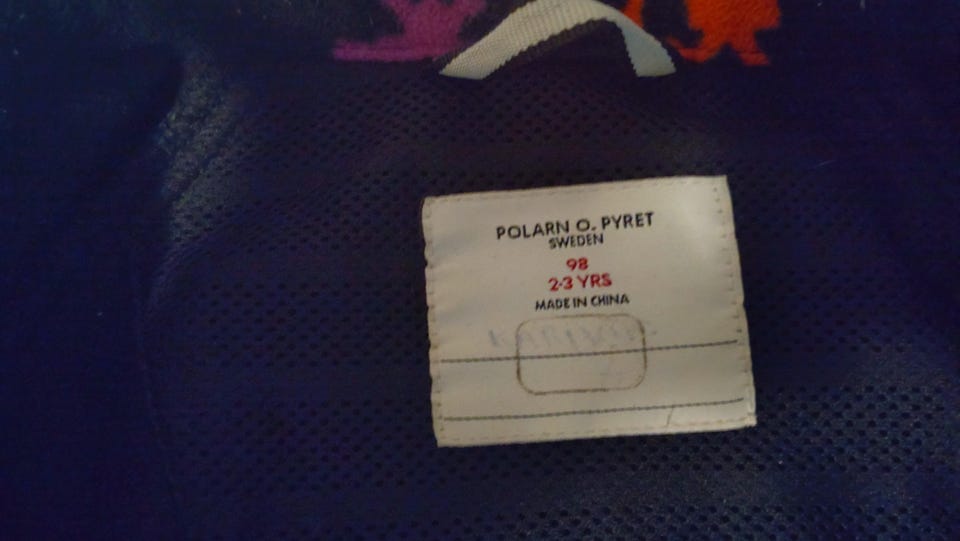 POLARN O. PYRET
SWEDEN
98
2-3 YRS
MADE IN CHINA